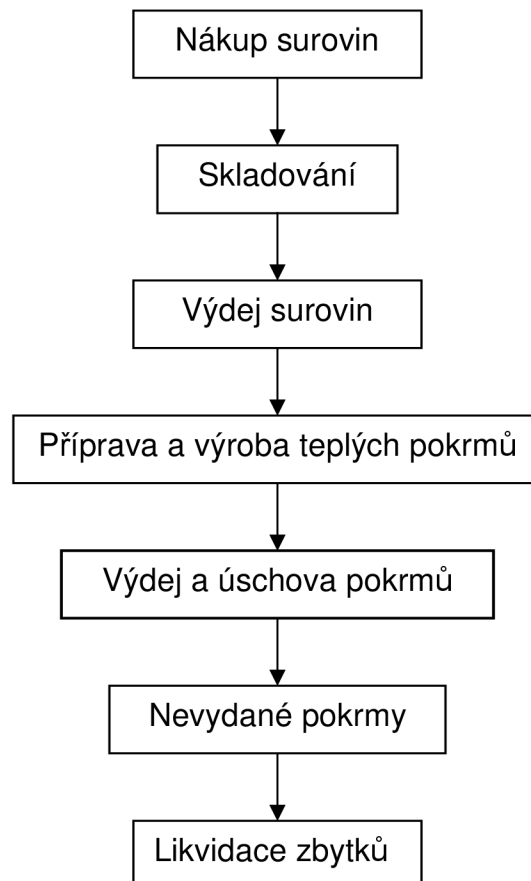 Nákup surovin
Skladování
Výdej surovin
Příprava a výroba teplých pokrmů
Výdej a úschova pokrmů
Nevydané pokrmy
Likvidace zbytků